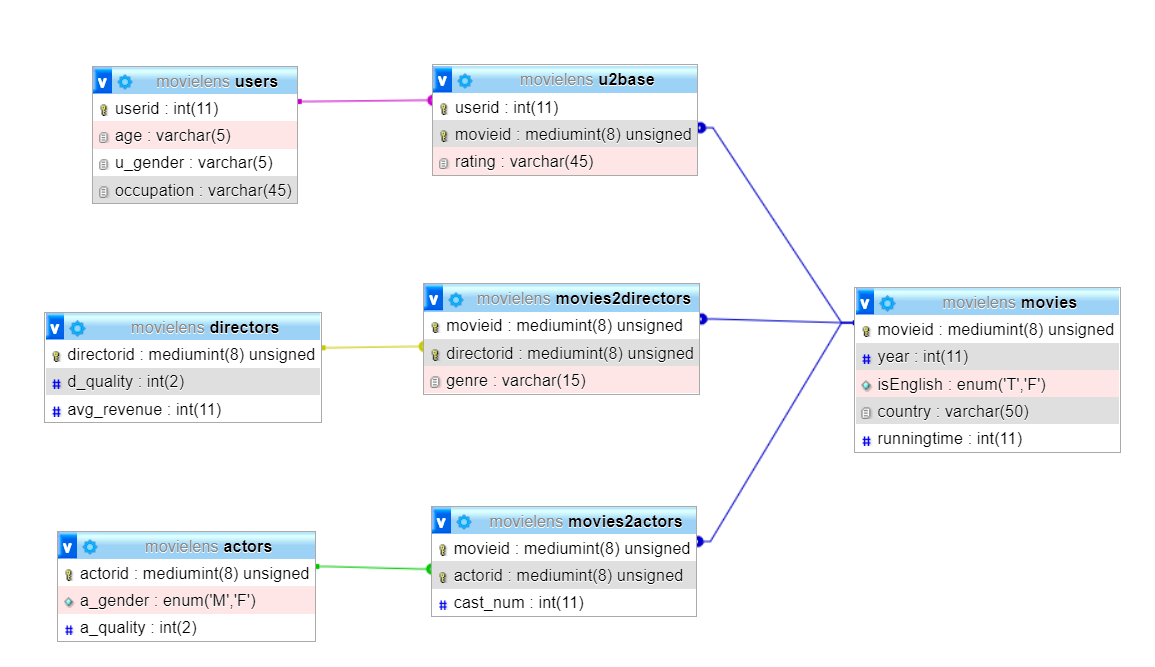 v movielens users
userid : int(11)
age : varchar(5)
u_gender : varchar(5)
occupation : varchar(45)
v movielens u2base
userid : int(11)
movieid : mediumint(8) unsigned
rating : varchar(45)
v movielens directors
directorid : mediumint(8) unsigned
# d_quality : int(2)
# avg_revenue : int(11)
v movielens movies2directors
movieid : mediumint(8) unsigned
directorid : mediumint(8) unsigned
genre : varchar(15)
v movielens movies
movieid : mediumint(8) unsigned
# year : int(11)
isEnglish : enum('T','F')
country : varchar(50)
# runningtime : int(11)
v movielens actors
actorid : mediumint(8) unsigned
a_gender : enum('M','F')
# a_quality : int(2)
v movielens movies2actors
movieid : mediumint(8) unsigned
actorid : mediumint(8) unsigned
# cast_num : int(11)